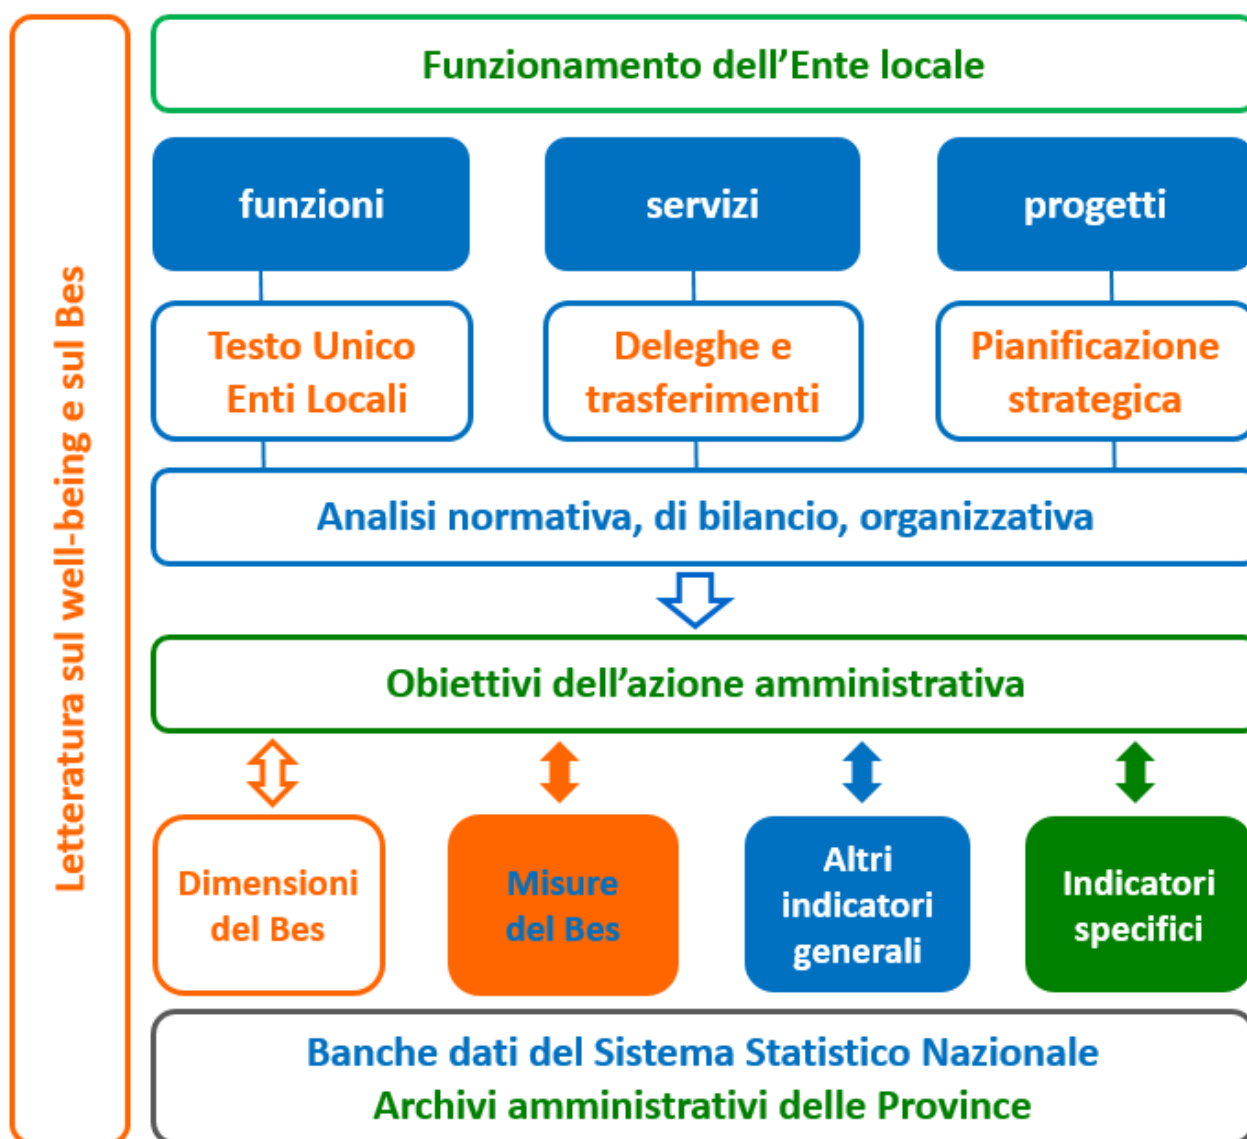 Letteratura sul well-being e sul Bes
Funzionamento dell’Ente locale
funzioni
servizi
progetti
Testo Unico
Enti Locali
Deleghe e
trasferimenti
Pianificazione
strategica
Analisi normativa, di bilancio, organizzativa
Obiettivi dell’azione amministrativa
Dimensioni
del Bes
Misure
del Bes
Altri
indicatori
generali
Indicatori
specifici
Banche dati del Sistema Statistico Nazionale
Archivi amministrativi delle Province